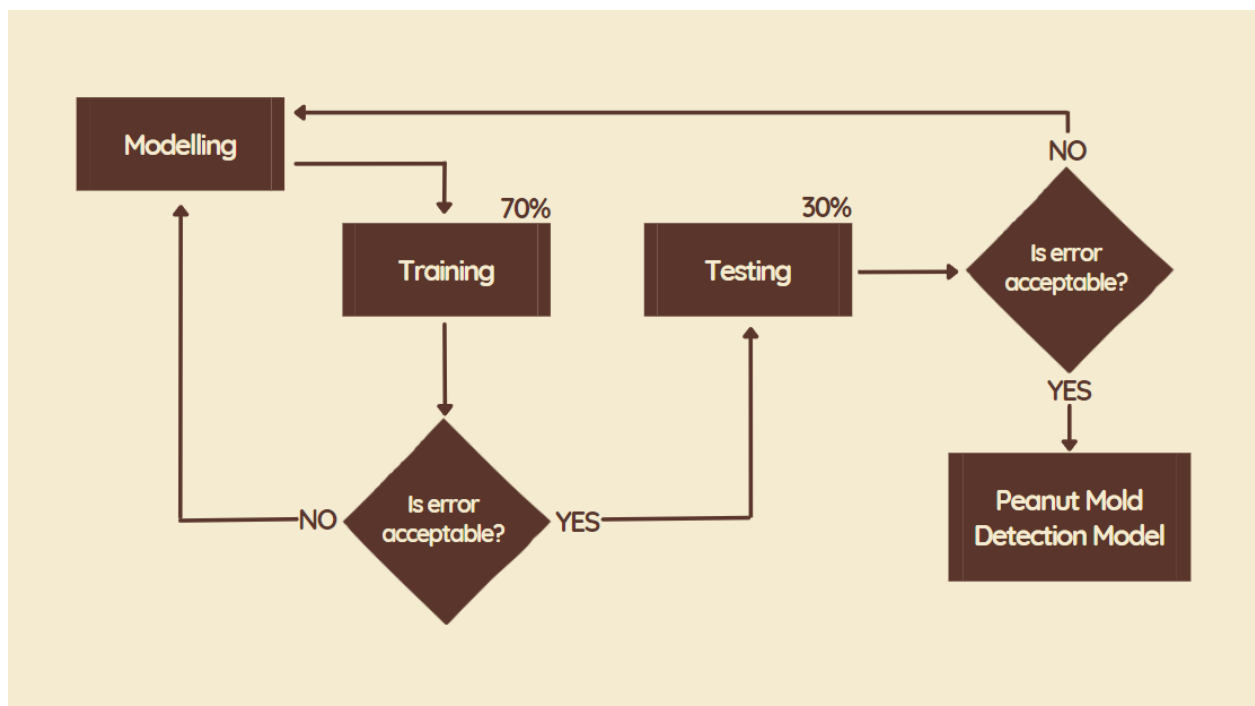 Modelling
NO
70%
30%
Training
Testing
Is error
acceptable?
YES
Is error
acceptable?
NO
YES
Peanut Mold
Detection Model